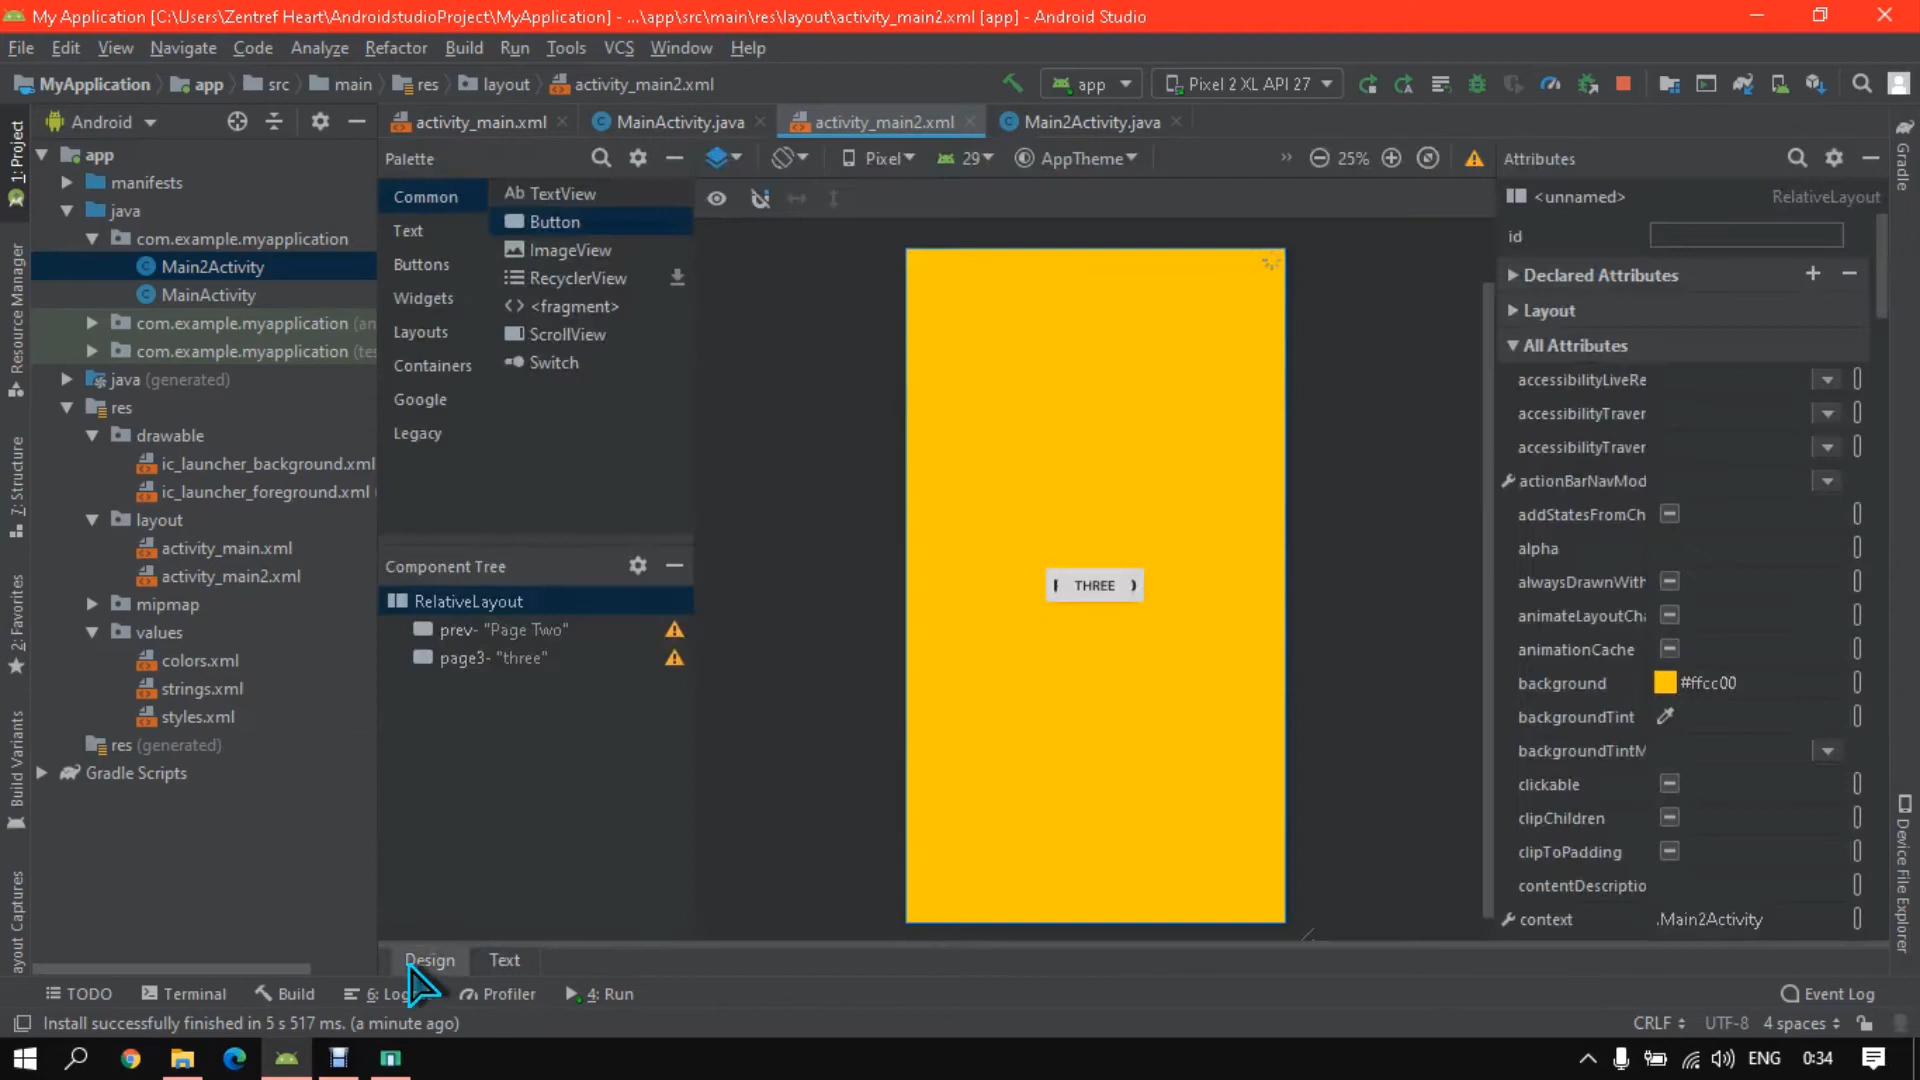 My Application [C:\Users\Zentref Heart\AndroidstudioProject\MyApplication] - ...\app\src\main\res\layout\activity_main2.xml [app] - Android Studio
File Edit View Navigate Code Analyze Refactor Build Run Tools VCS Window Help
MyApplication app src main res layout activity_main2.xml app Pixel 2 XL API 27
Android activity_main.xml MainActivity.java activity_main2.xml Main2Activity.java
1: Project
Resource Manager
7: Structure
2: Favorites
Build Variants
ayout Captures
app
manifests
java
com.example.myapplication
Main2Activity
MainActivity
com.example.myapplication (an
com.example.myapplication (tes
java (generated)
res
drawable
ic_launcher_background.xml
ic_launcher_foreground.xml
layout
activity_main.xml
activity_main2.xml
mipmap
values
colors.xml
strings.xml
styles.xml
res (generated)
Gradle Scripts
Palette
Common
Text
Buttons
Widgets
Layouts
Containers
Google
Legacy
Ab TextView
Button
ImageView
RecyclerView
<> <fragment>
ScrollView
Switch
Component Tree
RelativeLayout
prev- "Page Two"
page3- "three"
Pixel 29 AppTheme » 25%
THREE
Attributes
<unnamed> RelativeLayout
id
Declared Attributes
Layout
All Attributes
accessibilityLiveRe
accessibilityTraver
accessibilityTraver
actionBarNavMod
addStatesFromCh
alpha
alwaysDrawnWith
animateLayoutCh
animationCache
background #ffcc00
backgroundTint
backgroundTintM
clickable
clipChildren
clipToPadding
contentDescriptio
context .Main2Activity
Gradle
Device File Explorer
Design Text
TODO Terminal Build 6: Log Profiler 4: Run Event Log
Install successfully finished in 5 s 517 ms. (a minute ago) CRLF UTF-8 4 spaces
ENG 0:34